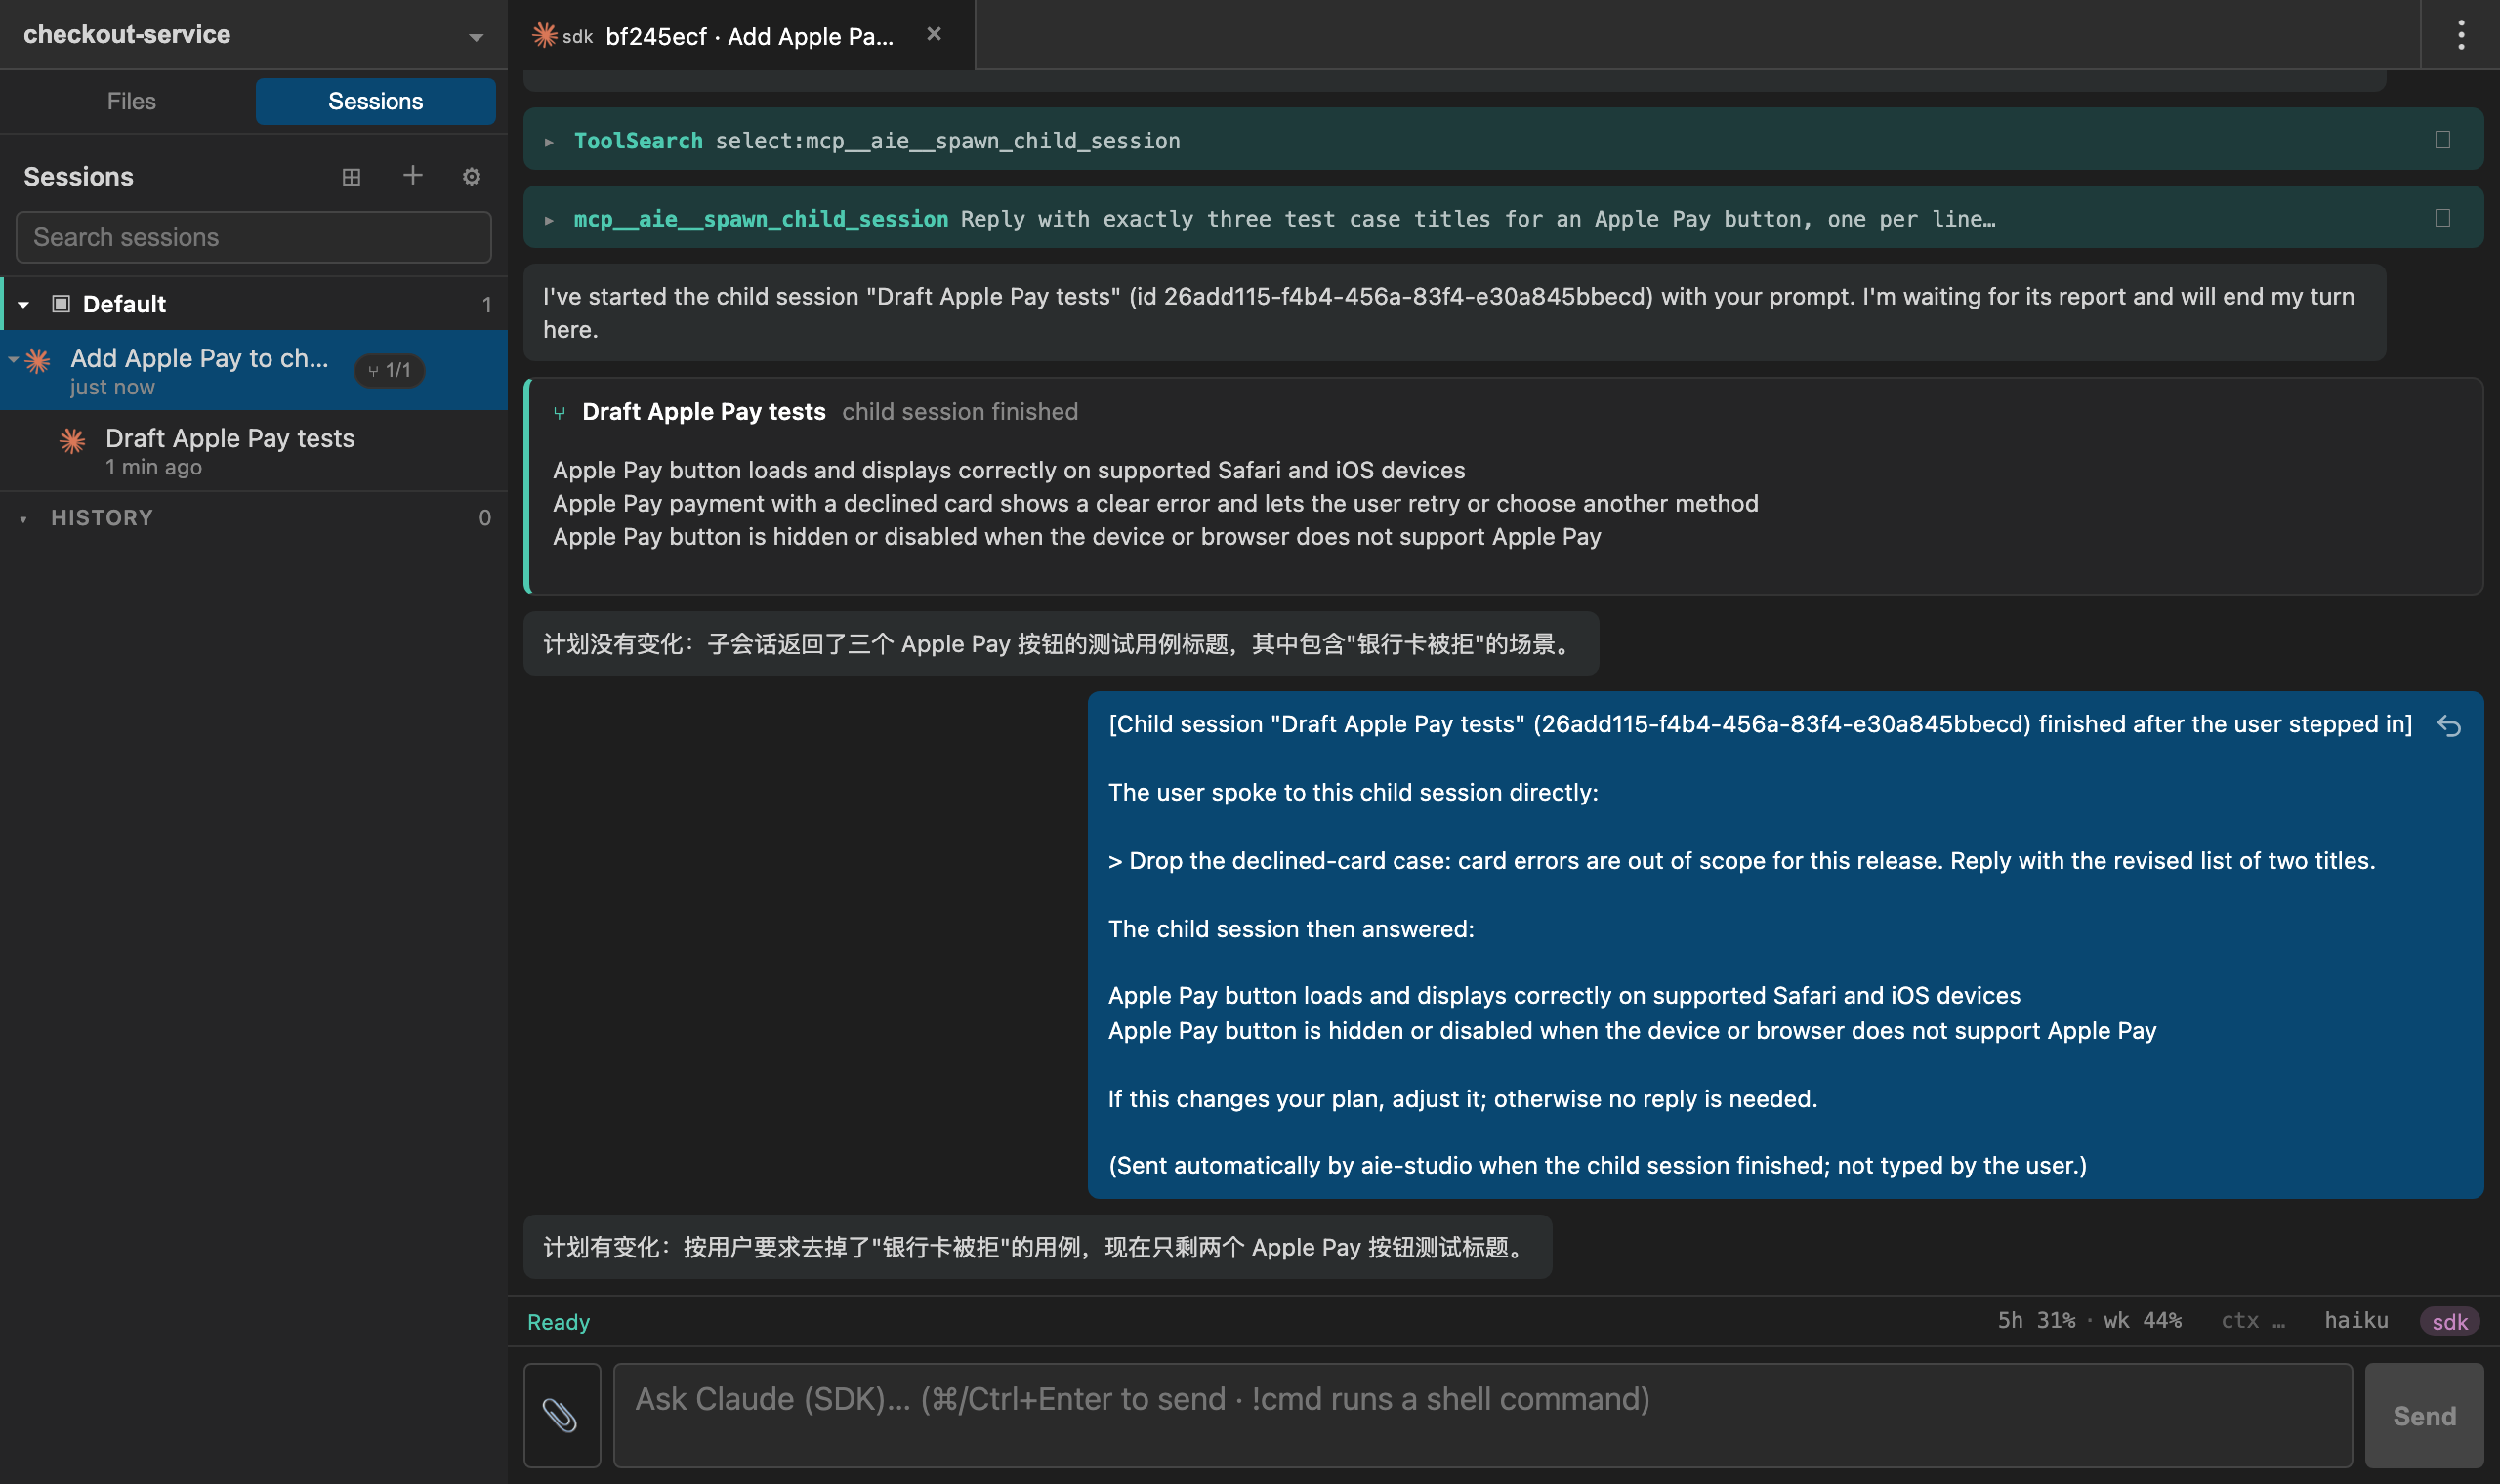 checkout-service
Files
Sessions
Sessions
Search sessions
Default
1
Add Apple Pay to ch...
just now
1/1
Draft Apple Pay tests
1 min ago
HISTORY
0
sdk bf245ecf · Add Apple Pa...
ToolSearch select:mcp__aie__spawn_child_session
mcp__aie__spawn_child_session Reply with exactly three test case titles for an Apple Pay button, one per line…
I've started the child session "Draft Apple Pay tests" (id 26add115-f4b4-456a-83f4-e30a845bbecd) with your prompt. I'm waiting for its report and will end my turn
here.
Draft Apple Pay tests child session finished
Apple Pay button loads and displays correctly on supported Safari and iOS devices
Apple Pay payment with a declined card shows a clear error and lets the user retry or choose another method
Apple Pay button is hidden or disabled when the device or browser does not support Apple Pay
计划没有变化：子会话返回了三个 Apple Pay 按钮的测试用例标题，其中包含"银行卡被拒"的场景。
[Child session "Draft Apple Pay tests" (26add115-f4b4-456a-83f4-e30a845bbecd) finished after the user stepped in]
The user spoke to this child session directly:
> Drop the declined-card case: card errors are out of scope for this release. Reply with the revised list of two titles.
The child session then answered:
Apple Pay button loads and displays correctly on supported Safari and iOS devices
Apple Pay button is hidden or disabled when the device or browser does not support Apple Pay
If this changes your plan, adjust it; otherwise no reply is needed.
(Sent automatically by aie-studio when the child session finished; not typed by the user.)
计划有变化：按用户要求去掉了"银行卡被拒"的用例，现在只剩两个 Apple Pay 按钮测试标题。
Ready
5h 31% · wk 44%
ctx …
haiku
sdk
Ask Claude (SDK)... (⌘/Ctrl+Enter to send · !cmd runs a shell command)
Send